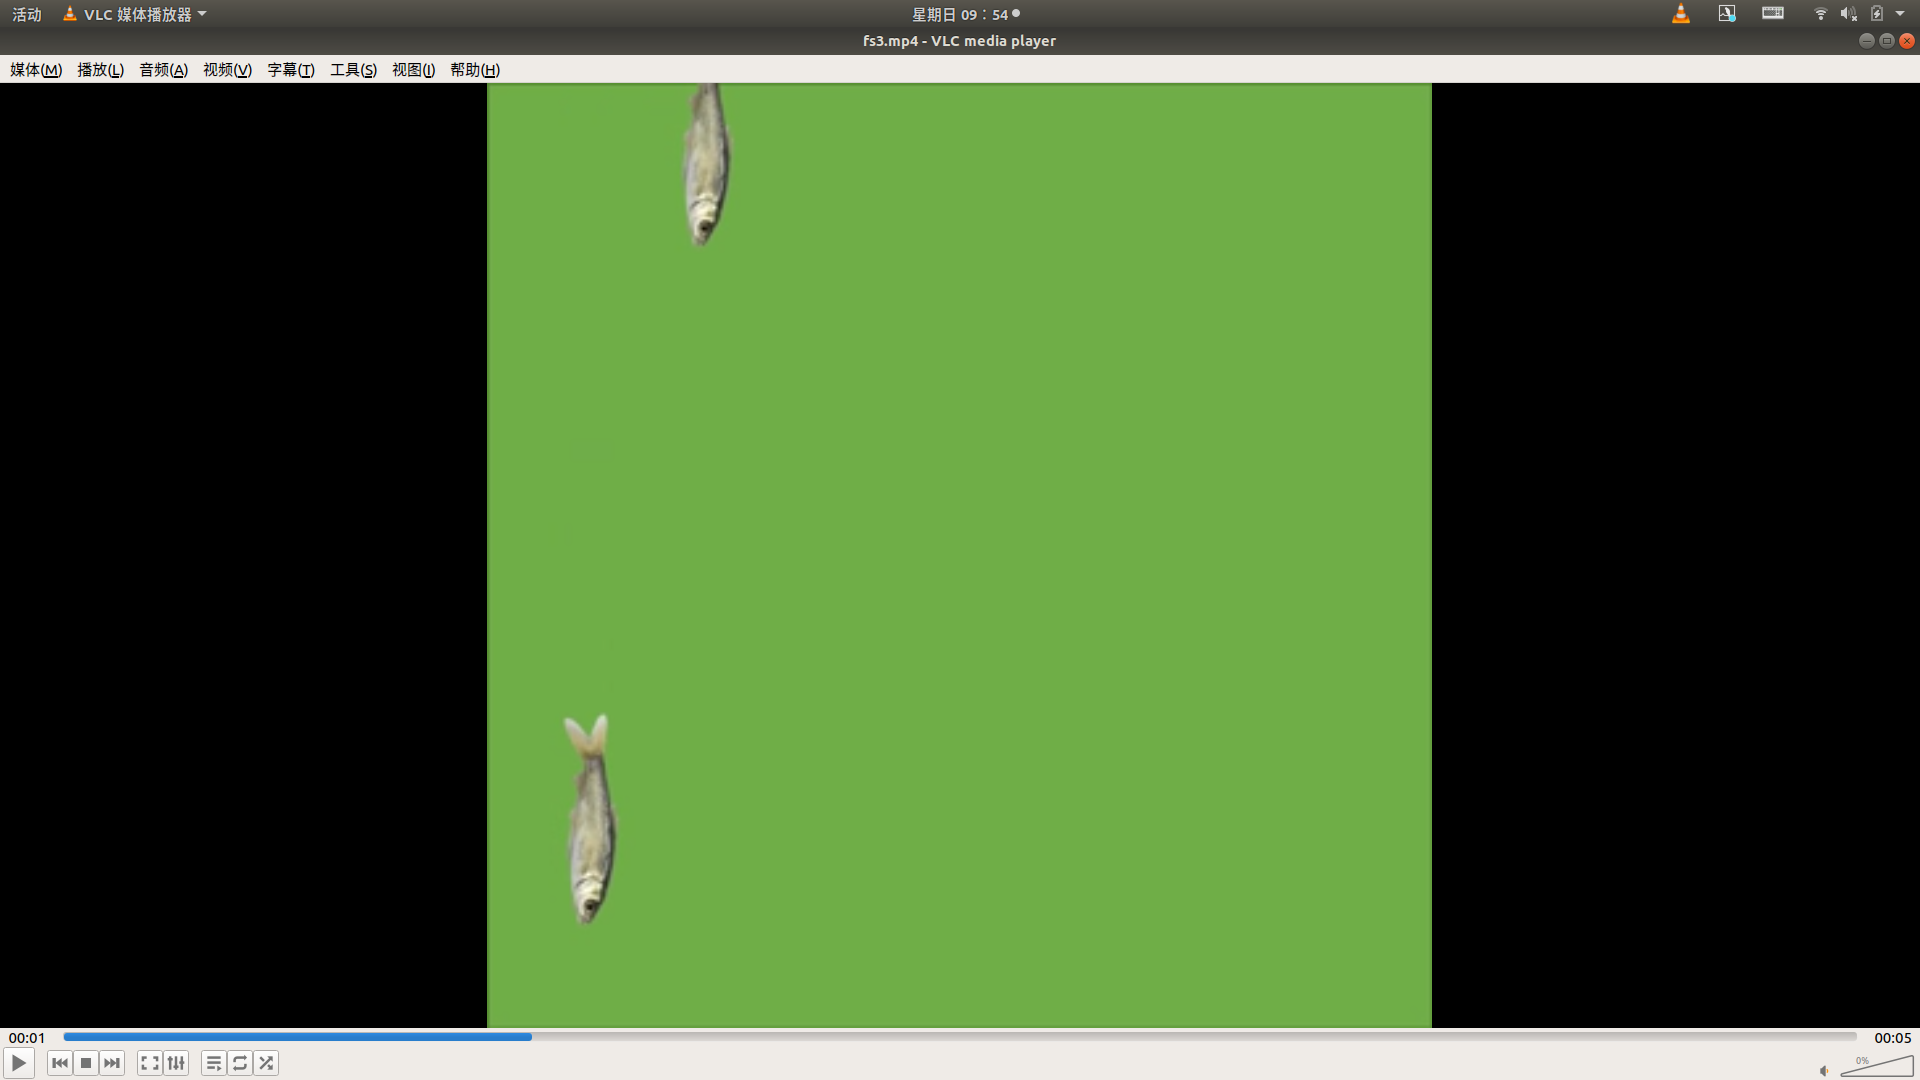 活动 VLC 媒体播放器 星期日 09：54
fs3.mp4 - VLC media player
媒体(M) 播放(L) 音频(A) 视频(V) 字幕(T) 工具(S) 视图(I) 帮助(H)
00:01 00:05
0%